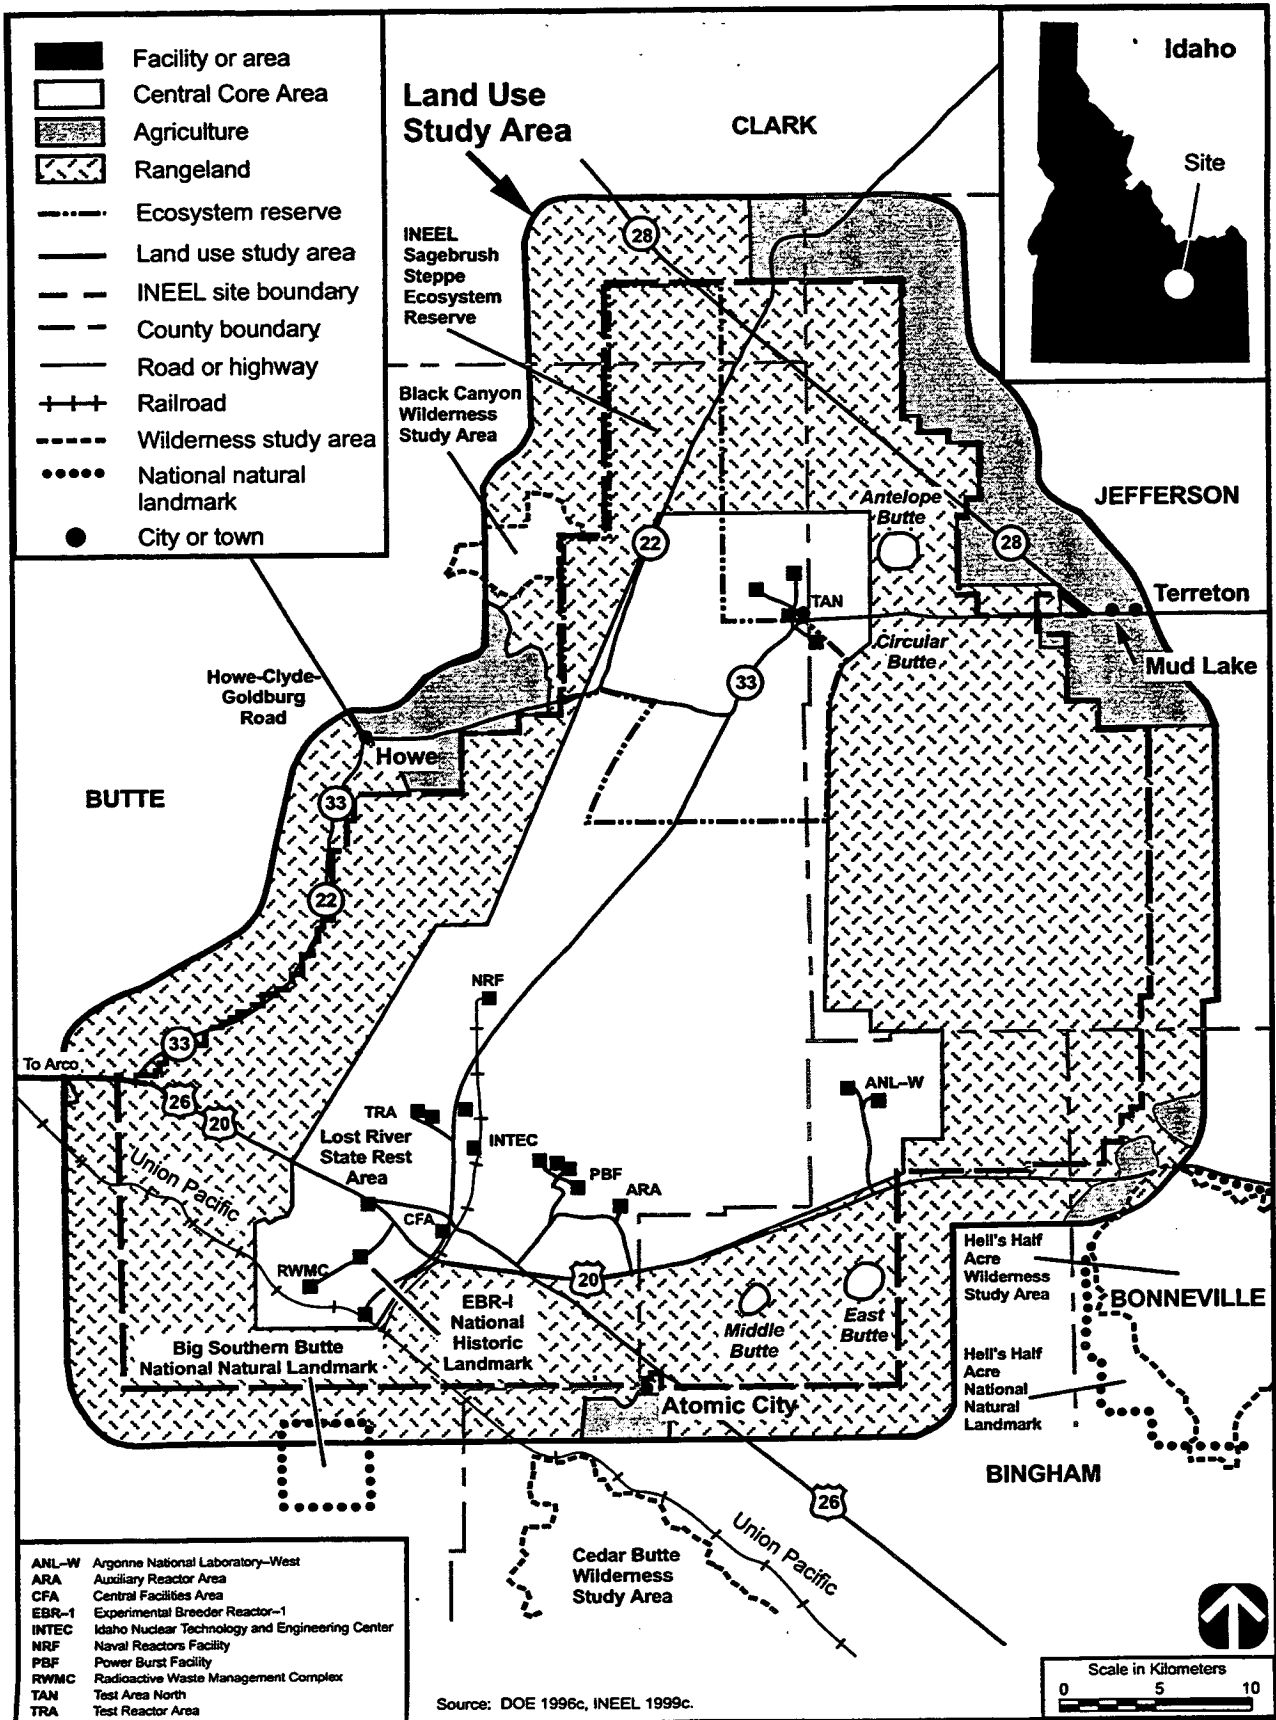 Facility or area
Central Core Area
Agriculture
Rangeland
Ecosystem reserve
Land use study area
INEEL site boundary
County boundary
Road or highway
Railroad
Wilderness study area
National natural
landmark
City or town
Land Use
Study Area
CLARK
Idaho
Site
28
INEEL
Sagebrush
Steppe
Ecosystem
Reserve
Black Canyon
Wilderness
Study Area
JEFFERSON
Antelope
Butte
22
28
TAN
Terreton
Circular
Butte
Mud Lake
Howe-Clyde-
Goldburg
Road
33
Howe
BUTTE
33
22
NRF
33
To Arco
26
20
ANL–W
TRA
Lost River
State Rest
Area
INTEC
PBF
ARA
Union Pacific
CFA
RWMC
20
Hell's Half
Acre
Wilderness
Study Area
BONNEVILLE
EBR-I
National
Historic
Landmark
Middle
Butte
East
Butte
Big Southern Butte
National Natural Landmark
Hell's Half
Acre
National
Natural
Landmark
Atomic City
BINGHAM
26
Union Pacific
Cedar Butte
Wilderness
Study Area
ANL–W Argonne National Laboratory–West
ARA Auxiliary Reactor Area
CFA Central Facilities Area
EBR–1 Experimental Breeder Reactor–1
INTEC Idaho Nuclear Technology and Engineering Center
NRF Naval Reactors Facility
PBF Power Burst Facility
RWMC Radioactive Waste Management Complex
TAN Test Area North
TRA Test Reactor Area
Source: DOE 1996c, INEEL 1999c.
Scale in Kilometers
0 5 10